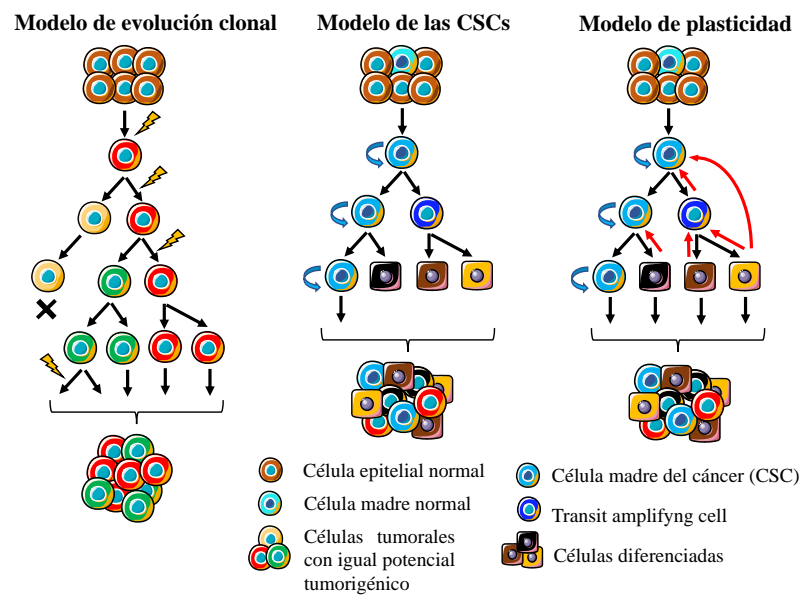 Modelo de evolución clonal
Modelo de las CSCs
Modelo de plasticidad
Célula epitelial normal
Célula madre normal
Células tumorales
con igual potencial
tumorigénico
Célula madre del cáncer (CSC)
Transit amplifyng cell
Células diferenciadas